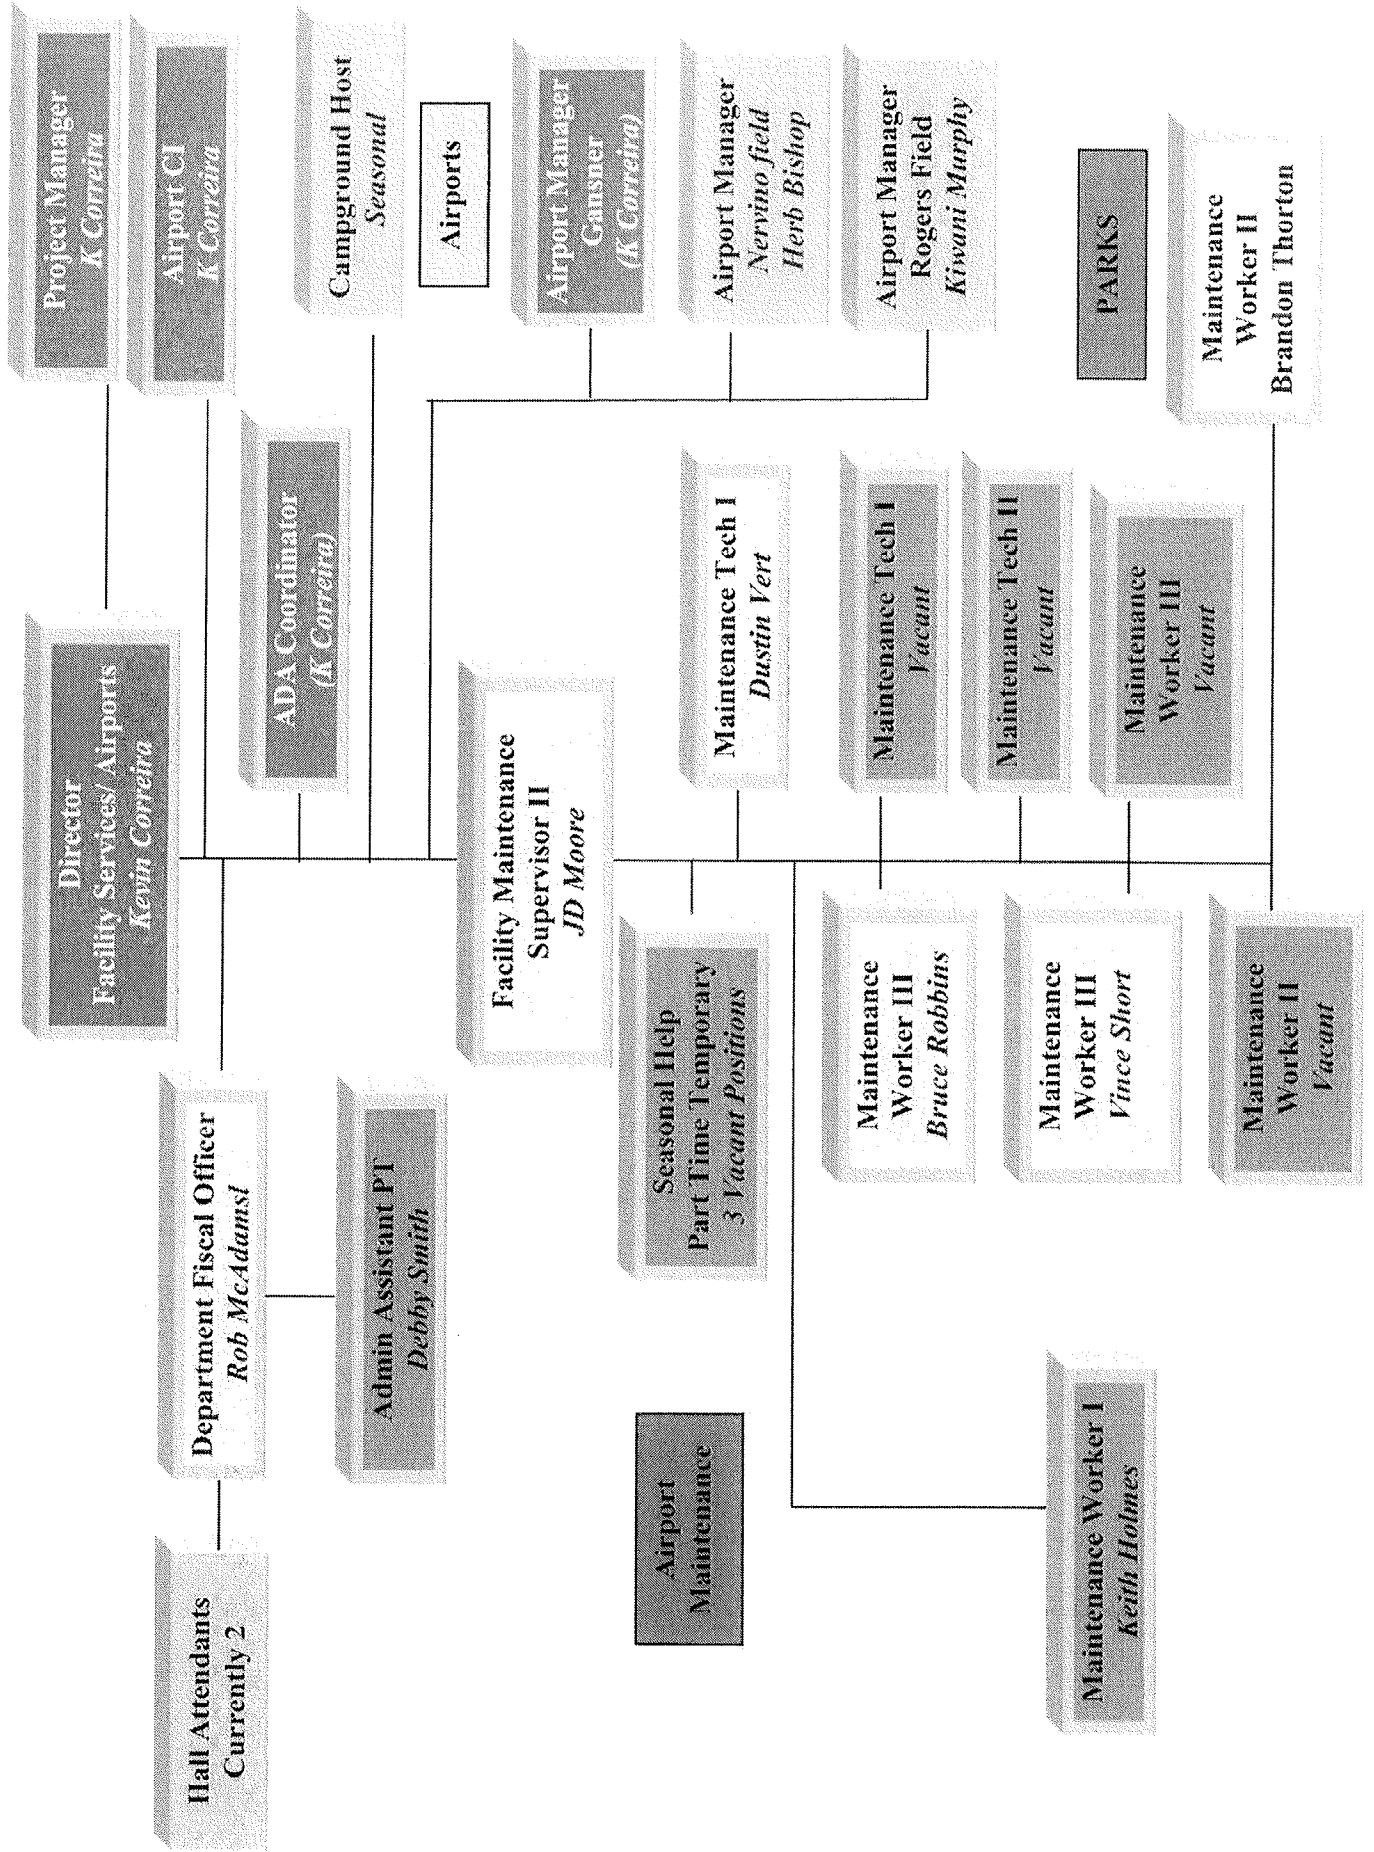 Director
Facility Services/ Airports
Kevin Correira
Project Manager
K Correira
Airport CI
K Correira
Hall Attendants
Currently 2
Department Fiscal Officer
Rob McAdamsl
ADA Coordinator
(K Correira)
Campground Host
Seasonal
Admin Assistant PT
Debby Smith
Airports
Facility Maintenance
Supervisor II
JD Moore
Airport Manager
Gansner
(K Correira)
Airport
Maintenance
Seasonal Help
Part Time Temporary
3 Vacant Positions
Maintenance Tech I
Dustin Vert
Airport Manager
Nervino field
Herb Bishop
Maintenance
Worker III
Bruce Robbins
Maintenance Tech I
Vacant
Airport Manager
Rogers Field
Kiwani Murphy
Maintenance Tech II
Vacant
Maintenance Worker I
Keith Holmes
Maintenance
Worker III
Vince Short
Maintenance
Worker III
Vacant
PARKS
Maintenance
Worker II
Vacant
Maintenance
Worker II
Brandon Thorton